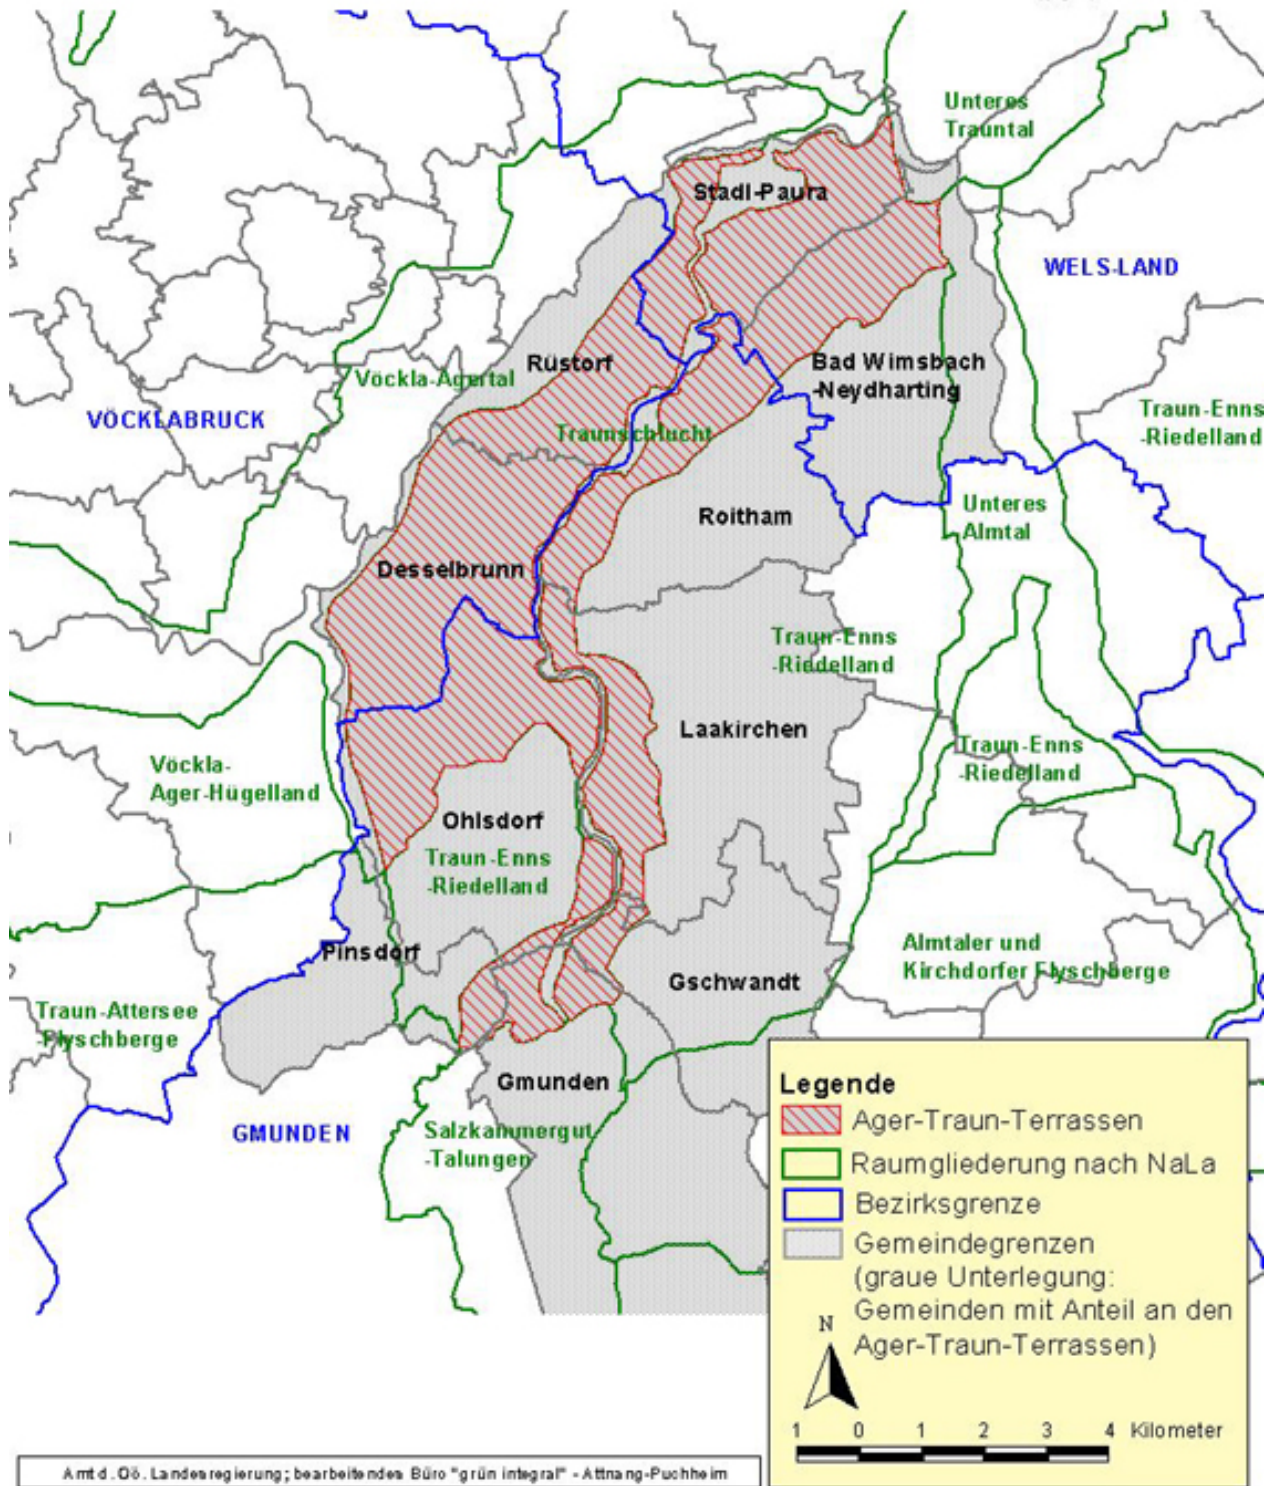 Unteres
Trauntal
Stadl-Paura
WELS-LAND
Rüstorf
Bad Wimsbach
-Neydharting
Vöckla-Agertal
VÖCKLABRUCK
Traun-Enns
-Riedelland
Traunschlucht
Roitham
Unteres
Almtal
Desselbrunn
Traun-Enns
-Riedelland
Laakirchen
Vöckla-
Ager-Hügelland
Traun-Enns
-Riedelland
Ohlsdorf
Traun-Enns
-Riedelland
Pinsdorf
Almtaler und
Kirchdorfer Flyschberge
Gschwandt
Traun-Attersee
-Flyschberge
Gmunden
GMUNDEN
Salzkammergut
-Talungen
Legende
Ager-Traun-Terrassen
Raumgliederung nach NaLa
Bezirksgrenze
Gemeindegrenzen
(graue Unterlegung:
Gemeinden mit Anteil an den
Ager-Traun-Terrassen)
N
1 0 1 2 3 4 Kilometer
Amt d. Oö. Landesregierung; bearbeitendes Büro "grün integral" - Attnang-Puchheim